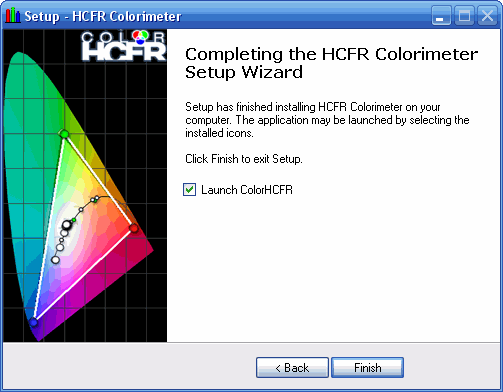 Setup - HCFR Colorimeter
COLOR
HCFR
Completing the HCFR Colorimeter
Setup Wizard
Setup has finished installing HCFR Colorimeter on your
computer. The application may be launched by selecting the
installed icons.
Click Finish to exit Setup.
Launch ColorHCFR
< Back
Finish